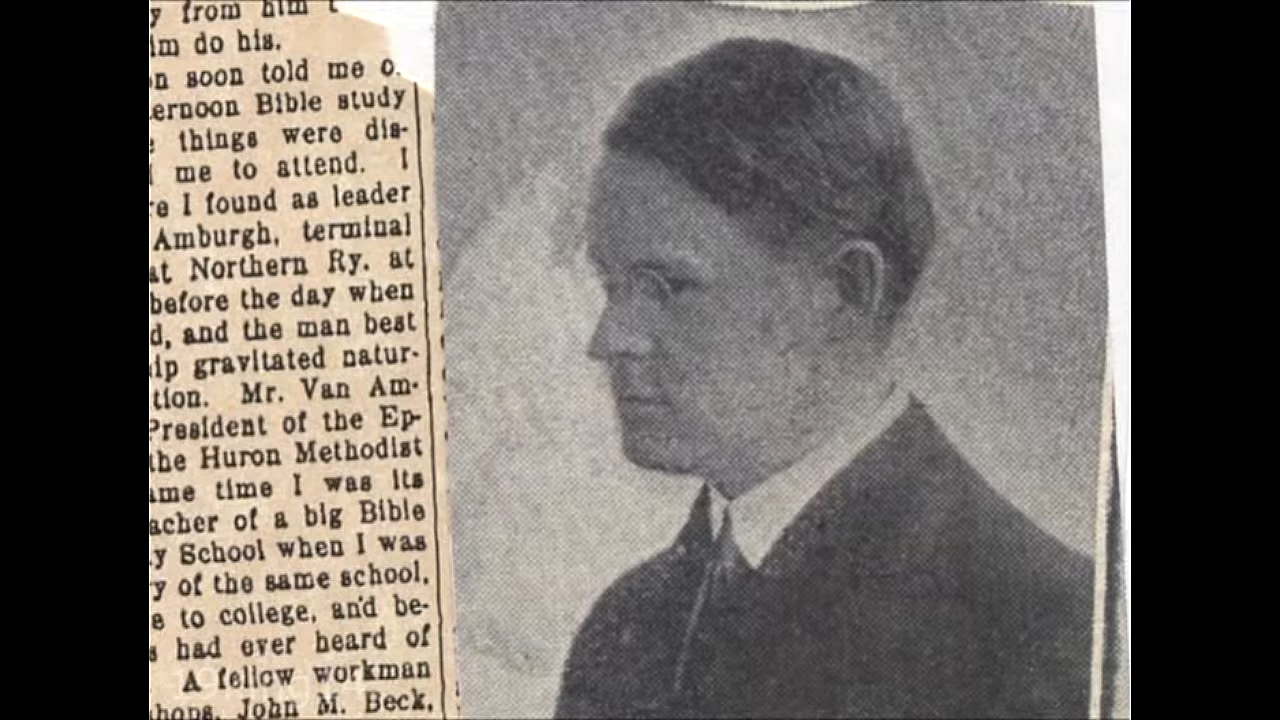 y from him t
im do his.
on soon told me o
ernoon Bible study
e things were dis-
me to attend. I
re I found as leader
Amburgh, terminal
at Northern Ry. at
before the day when
d, and the man best
ip gravitated natur-
tion. Mr. Van Am-
President of the Ep-
the Huron Methodist
ame time I was its
acher of a big Bible
y School when I was
y of the same school,
e to college, and be-
s had ever heard of
A fellow workman
hops, John M. Beck,